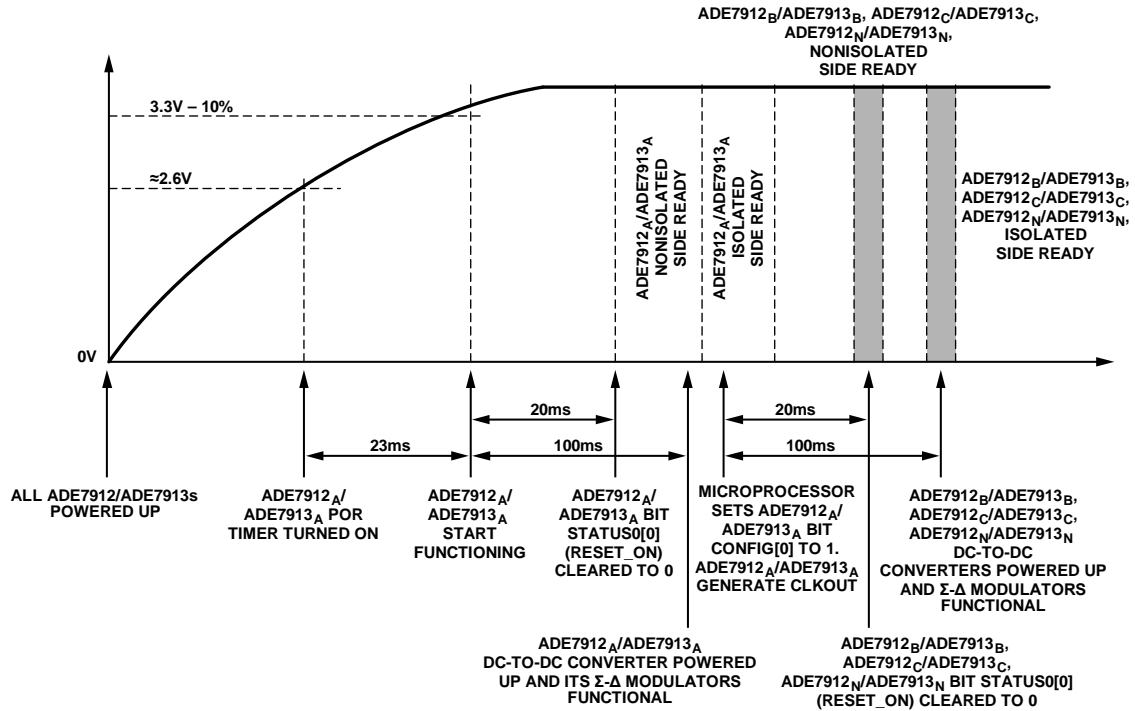 ADE7912B/ADE7913B, ADE7912C/ADE7913C,
ADE7912N/ADE7913N,
NONISOLATED
SIDE READY
3.3V – 10%
≈2.6V
0V
ADE7912A/ADE7913A
NONISOLATED
SIDE READY
ADE7912A/ADE7913A
ISOLATED
SIDE READY
ADE7912B/ADE7913B,
ADE7912C/ADE7913C,
ADE7912N/ADE7913N,
ISOLATED
SIDE READY
20ms
20ms
23ms
100ms
100ms
ALL ADE7912/ADE7913s
POWERED UP
ADE7912A/
ADE7913A POR
TIMER TURNED ON
ADE7912A/
ADE7913A
START
FUNCTIONING
ADE7912A/
ADE7913A BIT
STATUS0[0]
(RESET_ON)
CLEARED TO 0
MICROPROCESSOR
SETS ADE7912A/
ADE7913A BIT
CONFIG[0] TO 1.
ADE7912A/ADE7913A
GENERATE CLKOUT
ADE7912B/ADE7913B,
ADE7912C/ADE7913C,
ADE7912N/ADE7913N
DC-TO-DC
CONVERTERS POWERED UP
AND Σ-Δ MODULATORS
FUNCTIONAL
ADE7912A/ADE7913A
DC-TO-DC CONVERTER POWERED
UP AND ITS Σ-Δ MODULATORS
FUNCTIONAL
ADE7912B/ADE7913B,
ADE7912C/ADE7913C,
ADE7912N/ADE7913N BIT STATUS0[0]
(RESET_ON) CLEARED TO 0